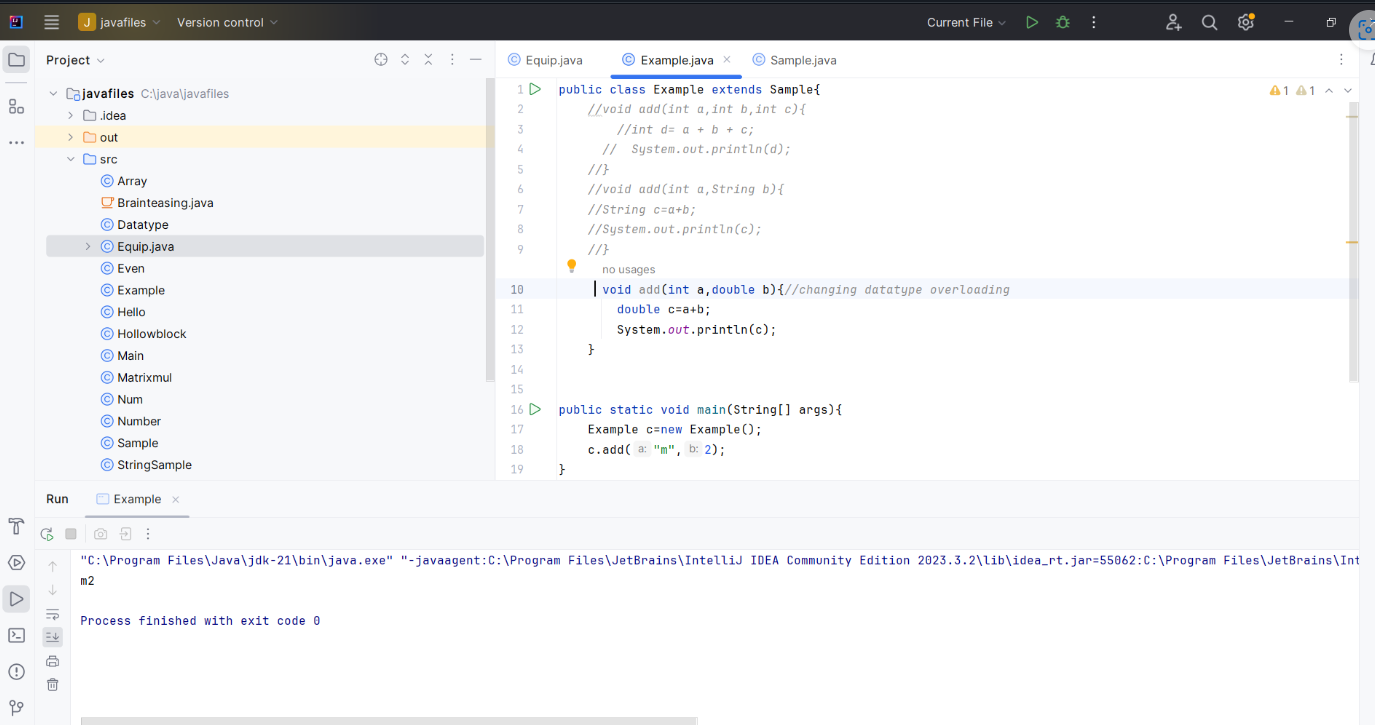 J javafiles Version control Current File
Project
Equip.java Example.java Sample.java
javafiles C:\java\javafiles
.idea
out
src
Array
Brainteasing.java
Datatype
Equip.java
Even
Example
Hello
Hollowblock
Main
Matrixmul
Num
Number
Sample
StringSample
1 public class Example extends Sample{
1 1
2 //void add(int a,int b,int c){
3 //int d= a + b + c;
4 // System.out.println(d);
5 //}
6 //void add(int a,String b){
7 //String c=a+b;
8 //System.out.println(c);
9 //}
no usages
10 void add(int a,double b){//changing datatype overloading
11 double c=a+b;
12 System.out.println(c);
13 }
14
15
16 public static void main(String[] args){
17 Example c=new Example();
18 c.add( a: "m", b: 2);
19 }
Run Example
"C:\Program Files\Java\jdk-21\bin\java.exe" "-javaagent:C:\Program Files\JetBrains\IntelliJ IDEA Community Edition 2023.3.2\lib\idea_rt.jar=55062:C:\Program Files\JetBrains\Int
m2
Process finished with exit code 0